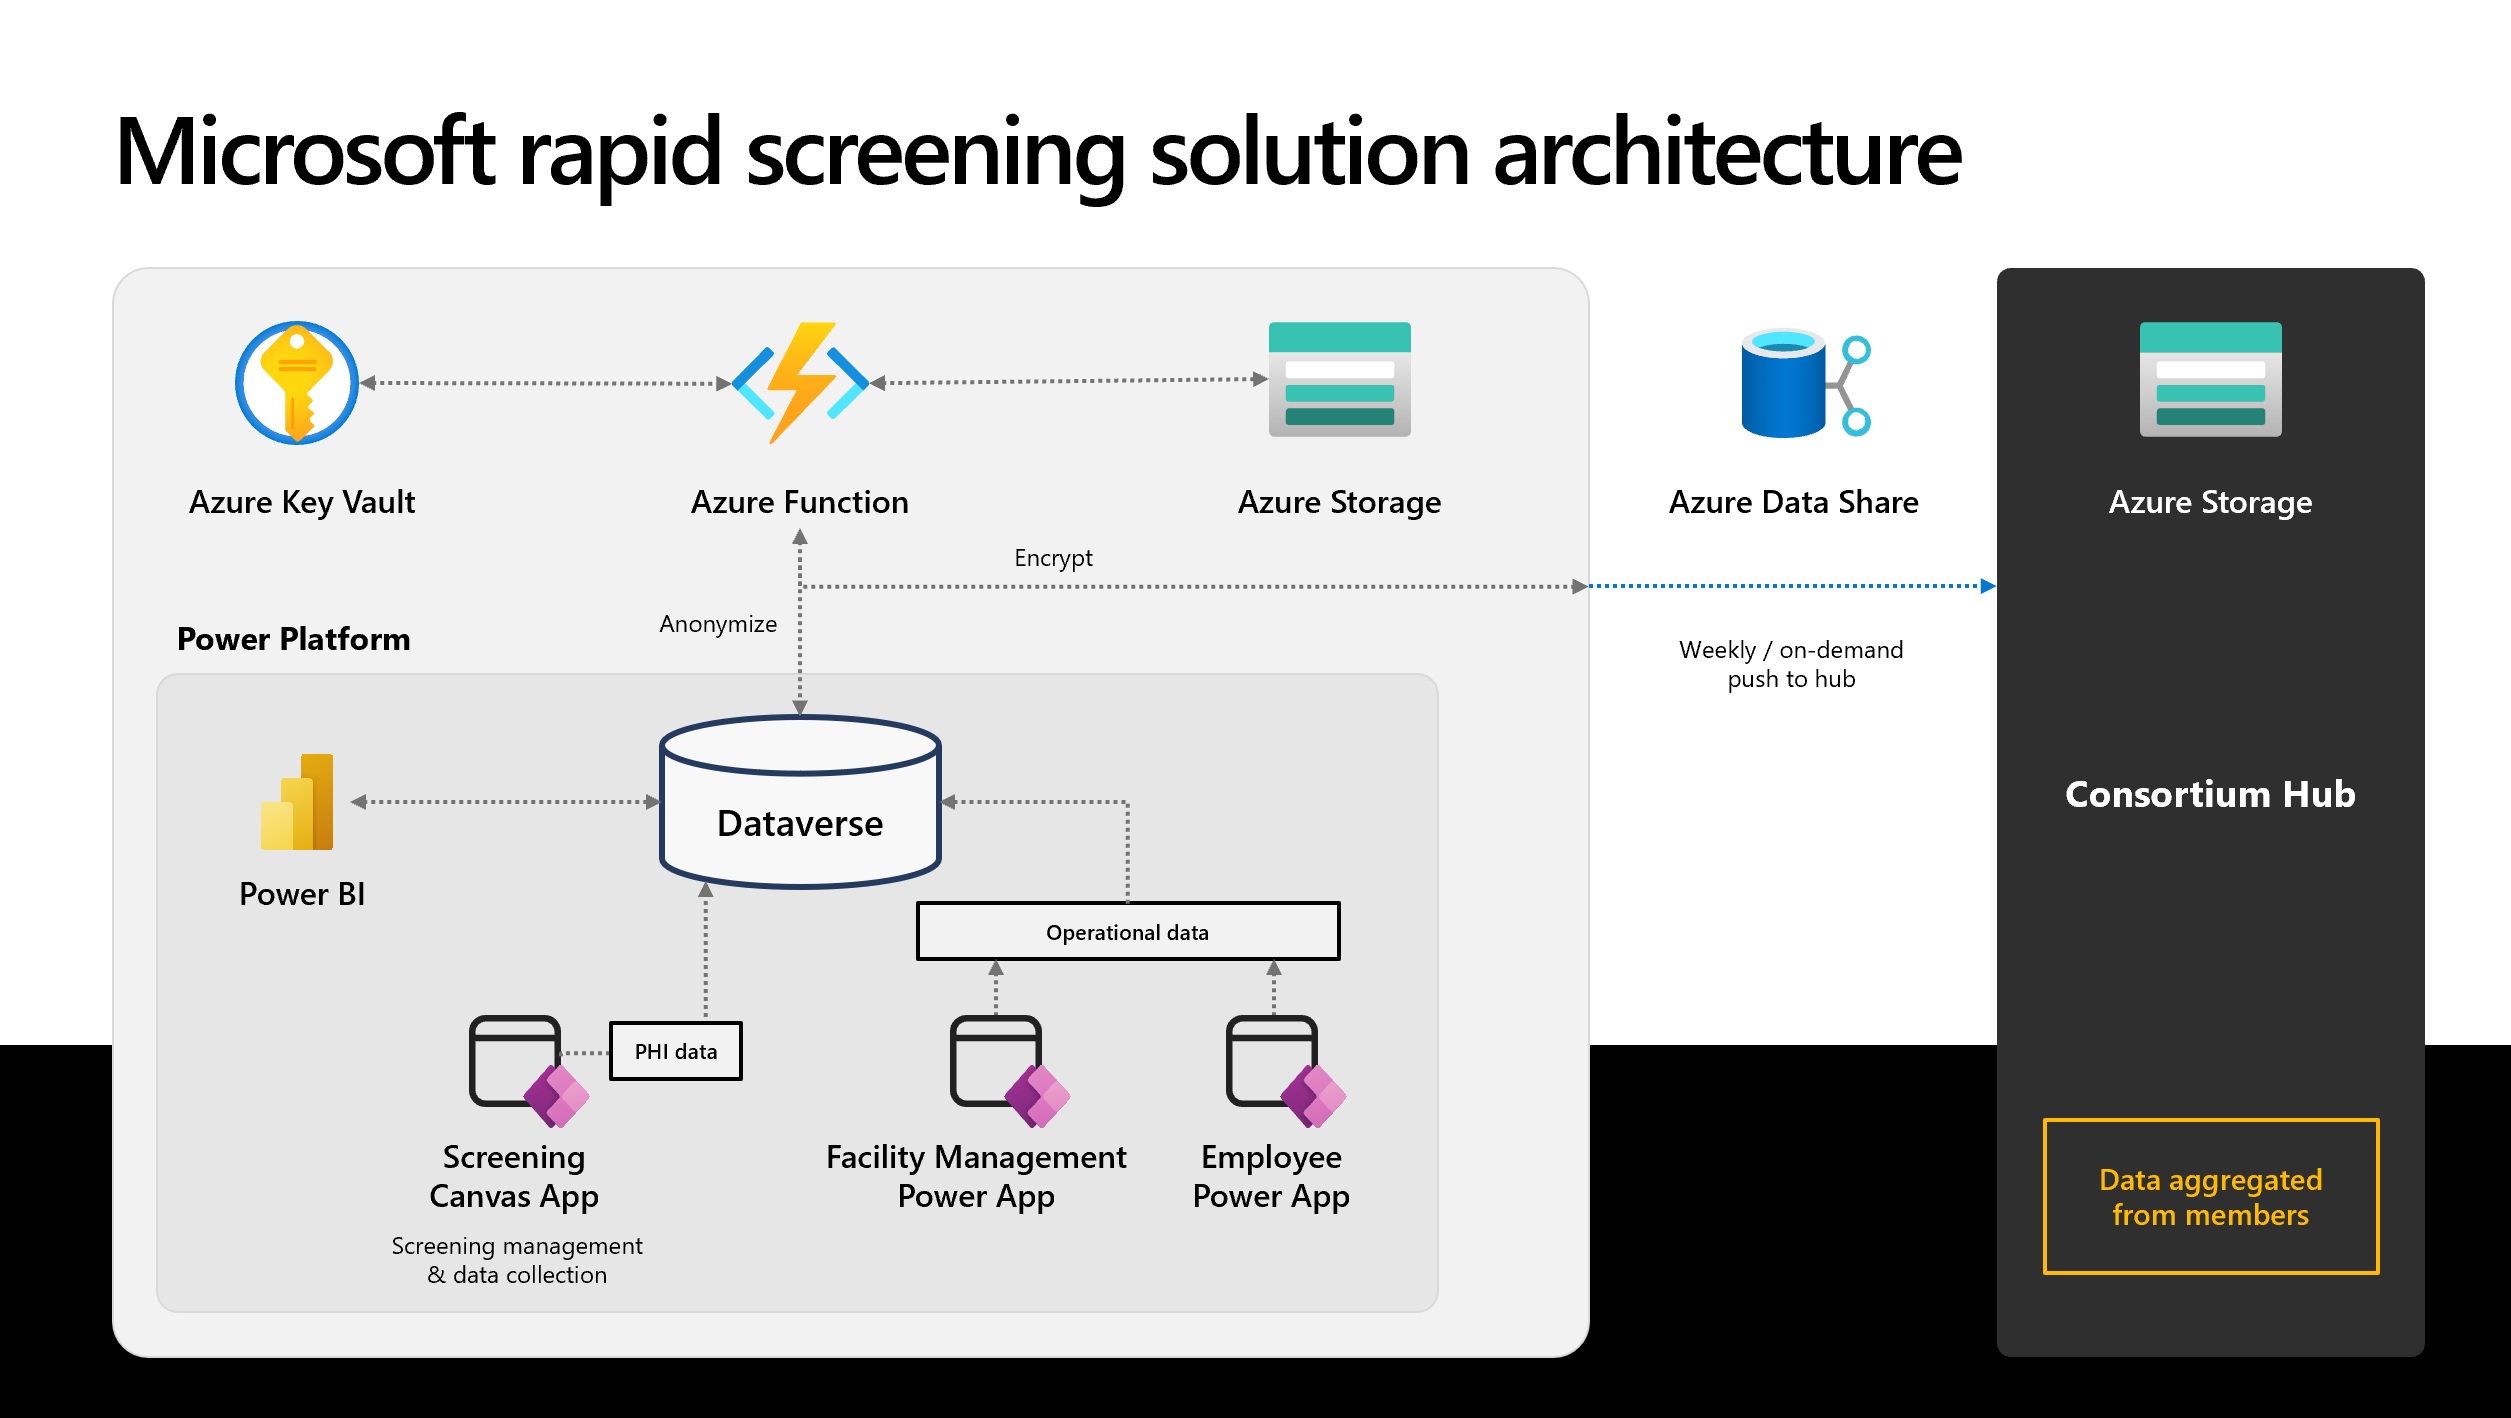 Microsoft rapid screening solution architecture
Azure Key Vault
Azure Function
Azure Storage
Azure Data Share
Azure Storage
Encrypt
Anonymize
Power Platform
Weekly / on-demand
push to hub
Dataverse
Power BI
Consortium Hub
Operational data
PHI data
Screening
Canvas App
Facility Management
Power App
Employee
Power App
Screening management
& data collection
Data aggregated
from members